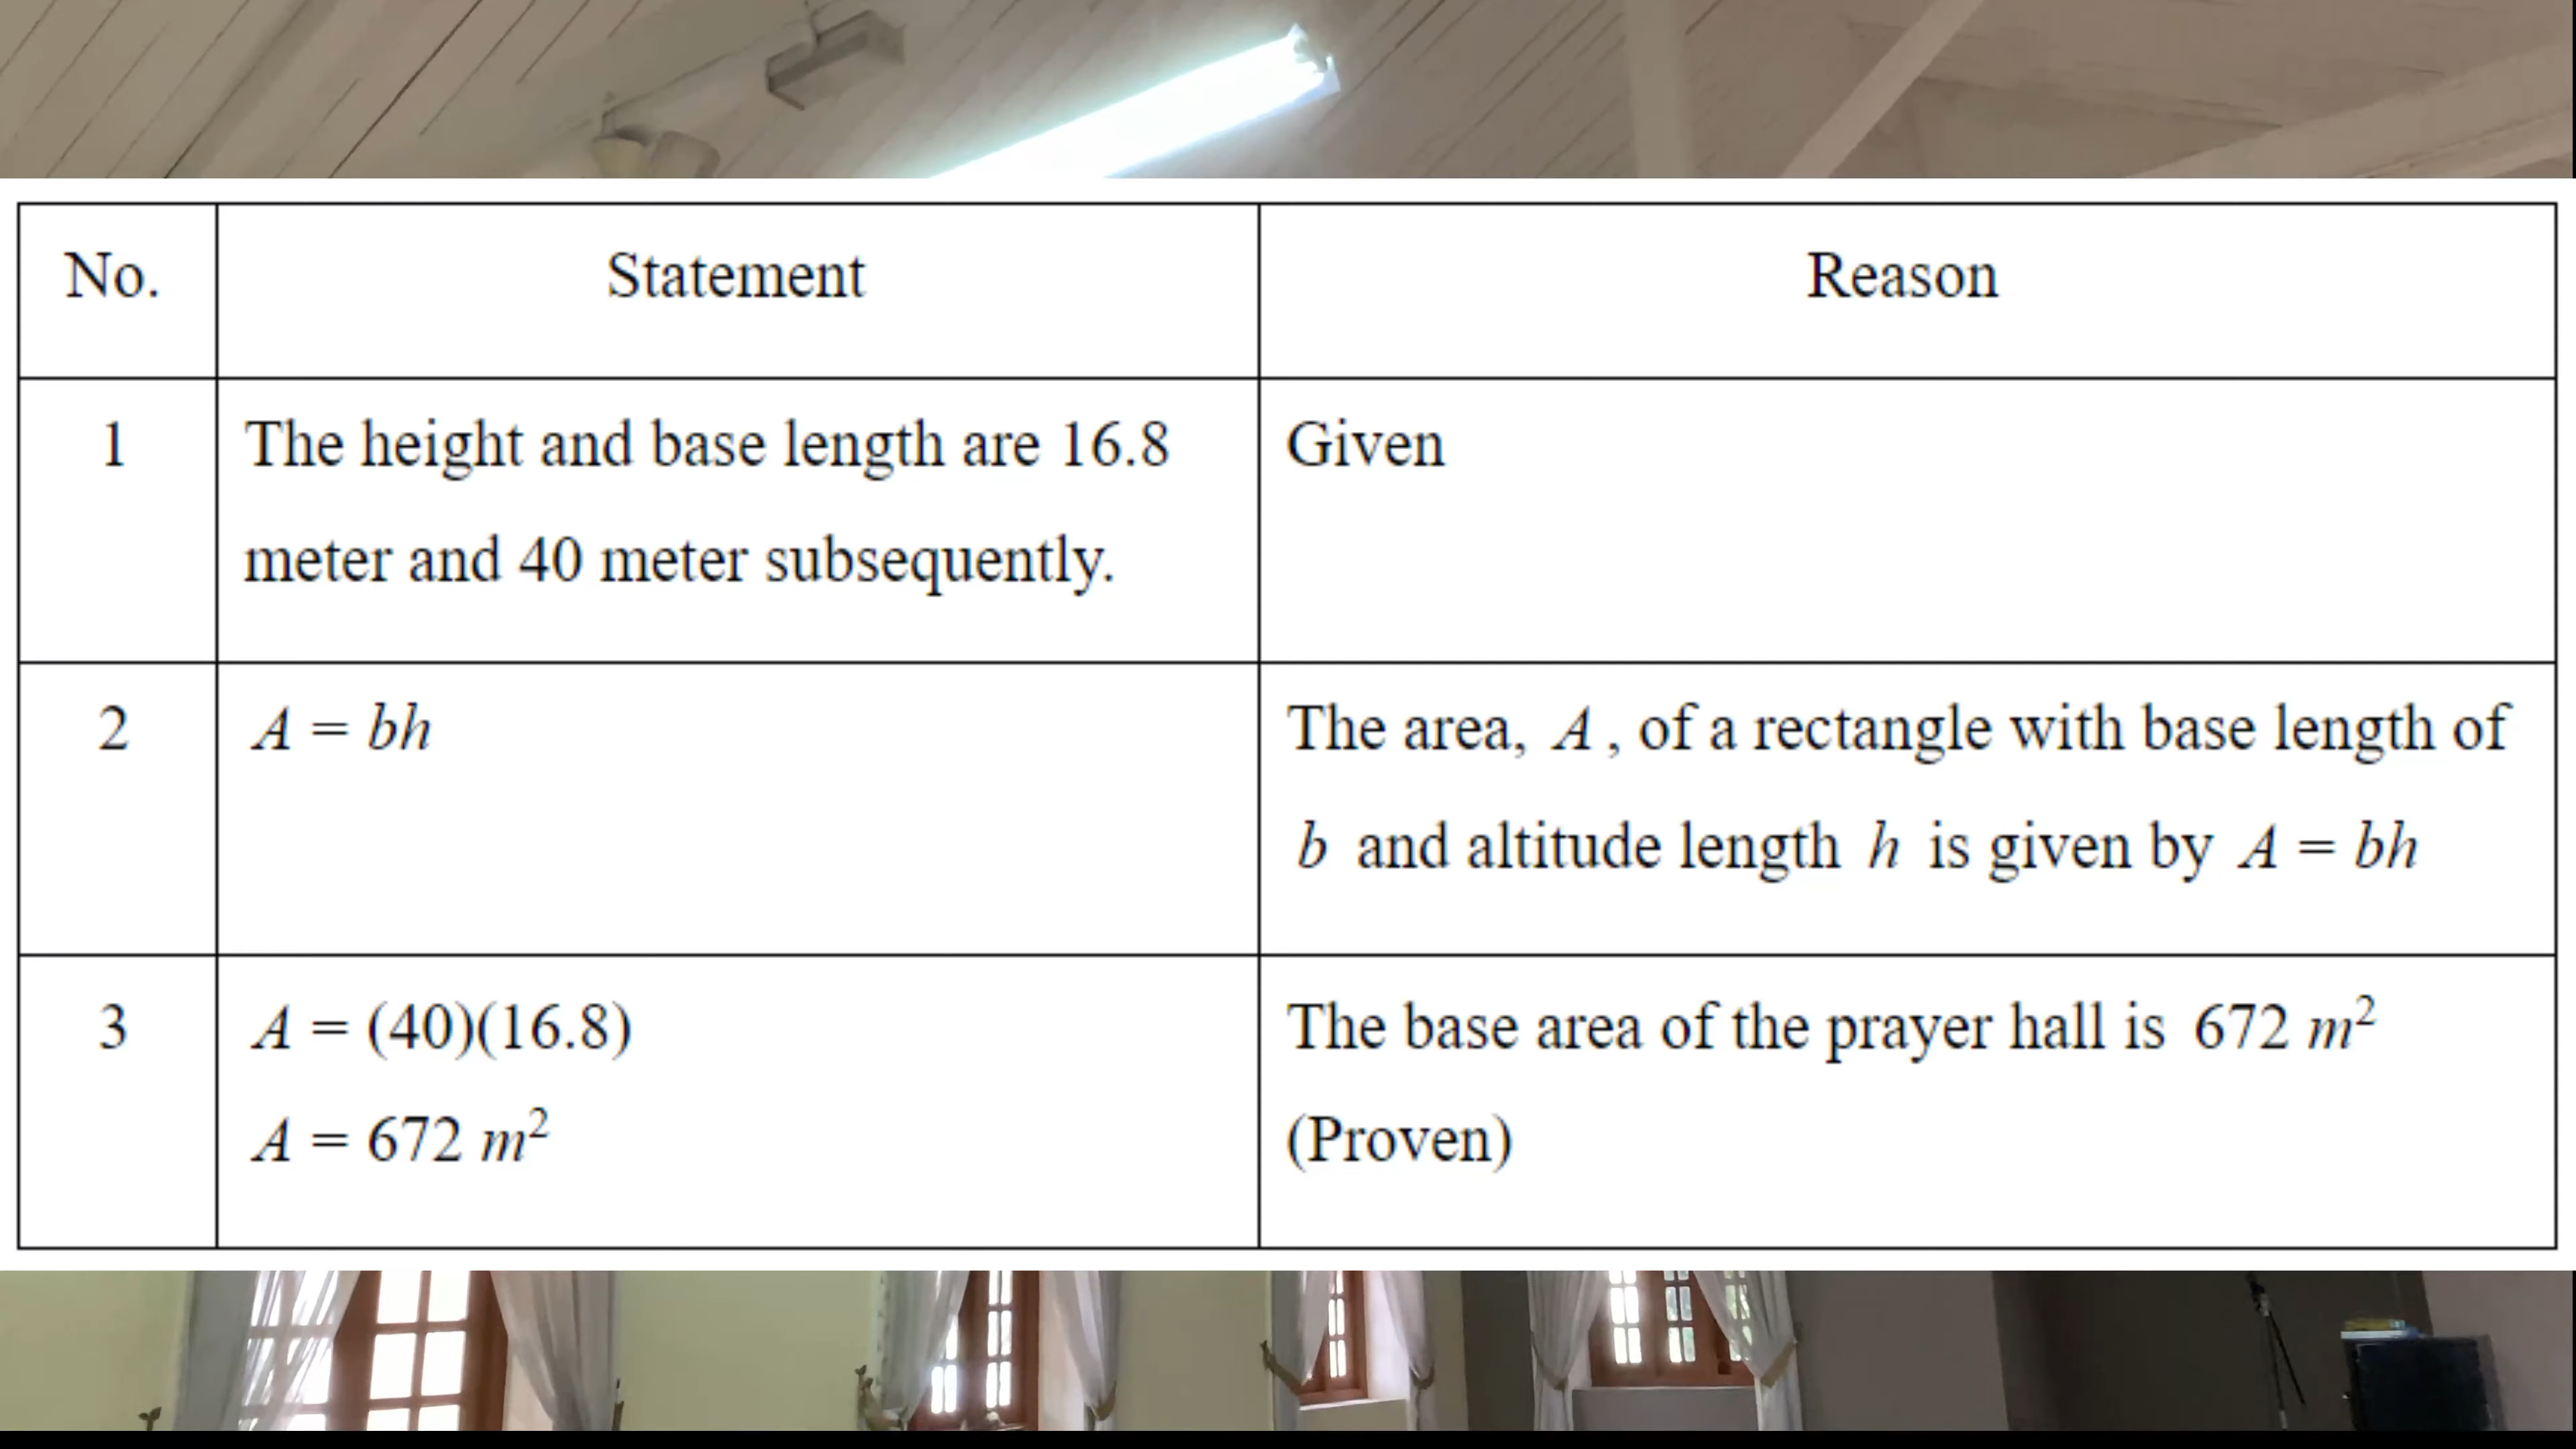 No. Statement Reason
1 The height and base length are 16.8 Given
meter and 40 meter subsequently.
2 A = bh The area, A, of a rectangle with base length of
b and altitude length h is given by A = bh
3 A = (40)(16.8) The base area of the prayer hall is 672 m²
A = 672 m² (Proven)